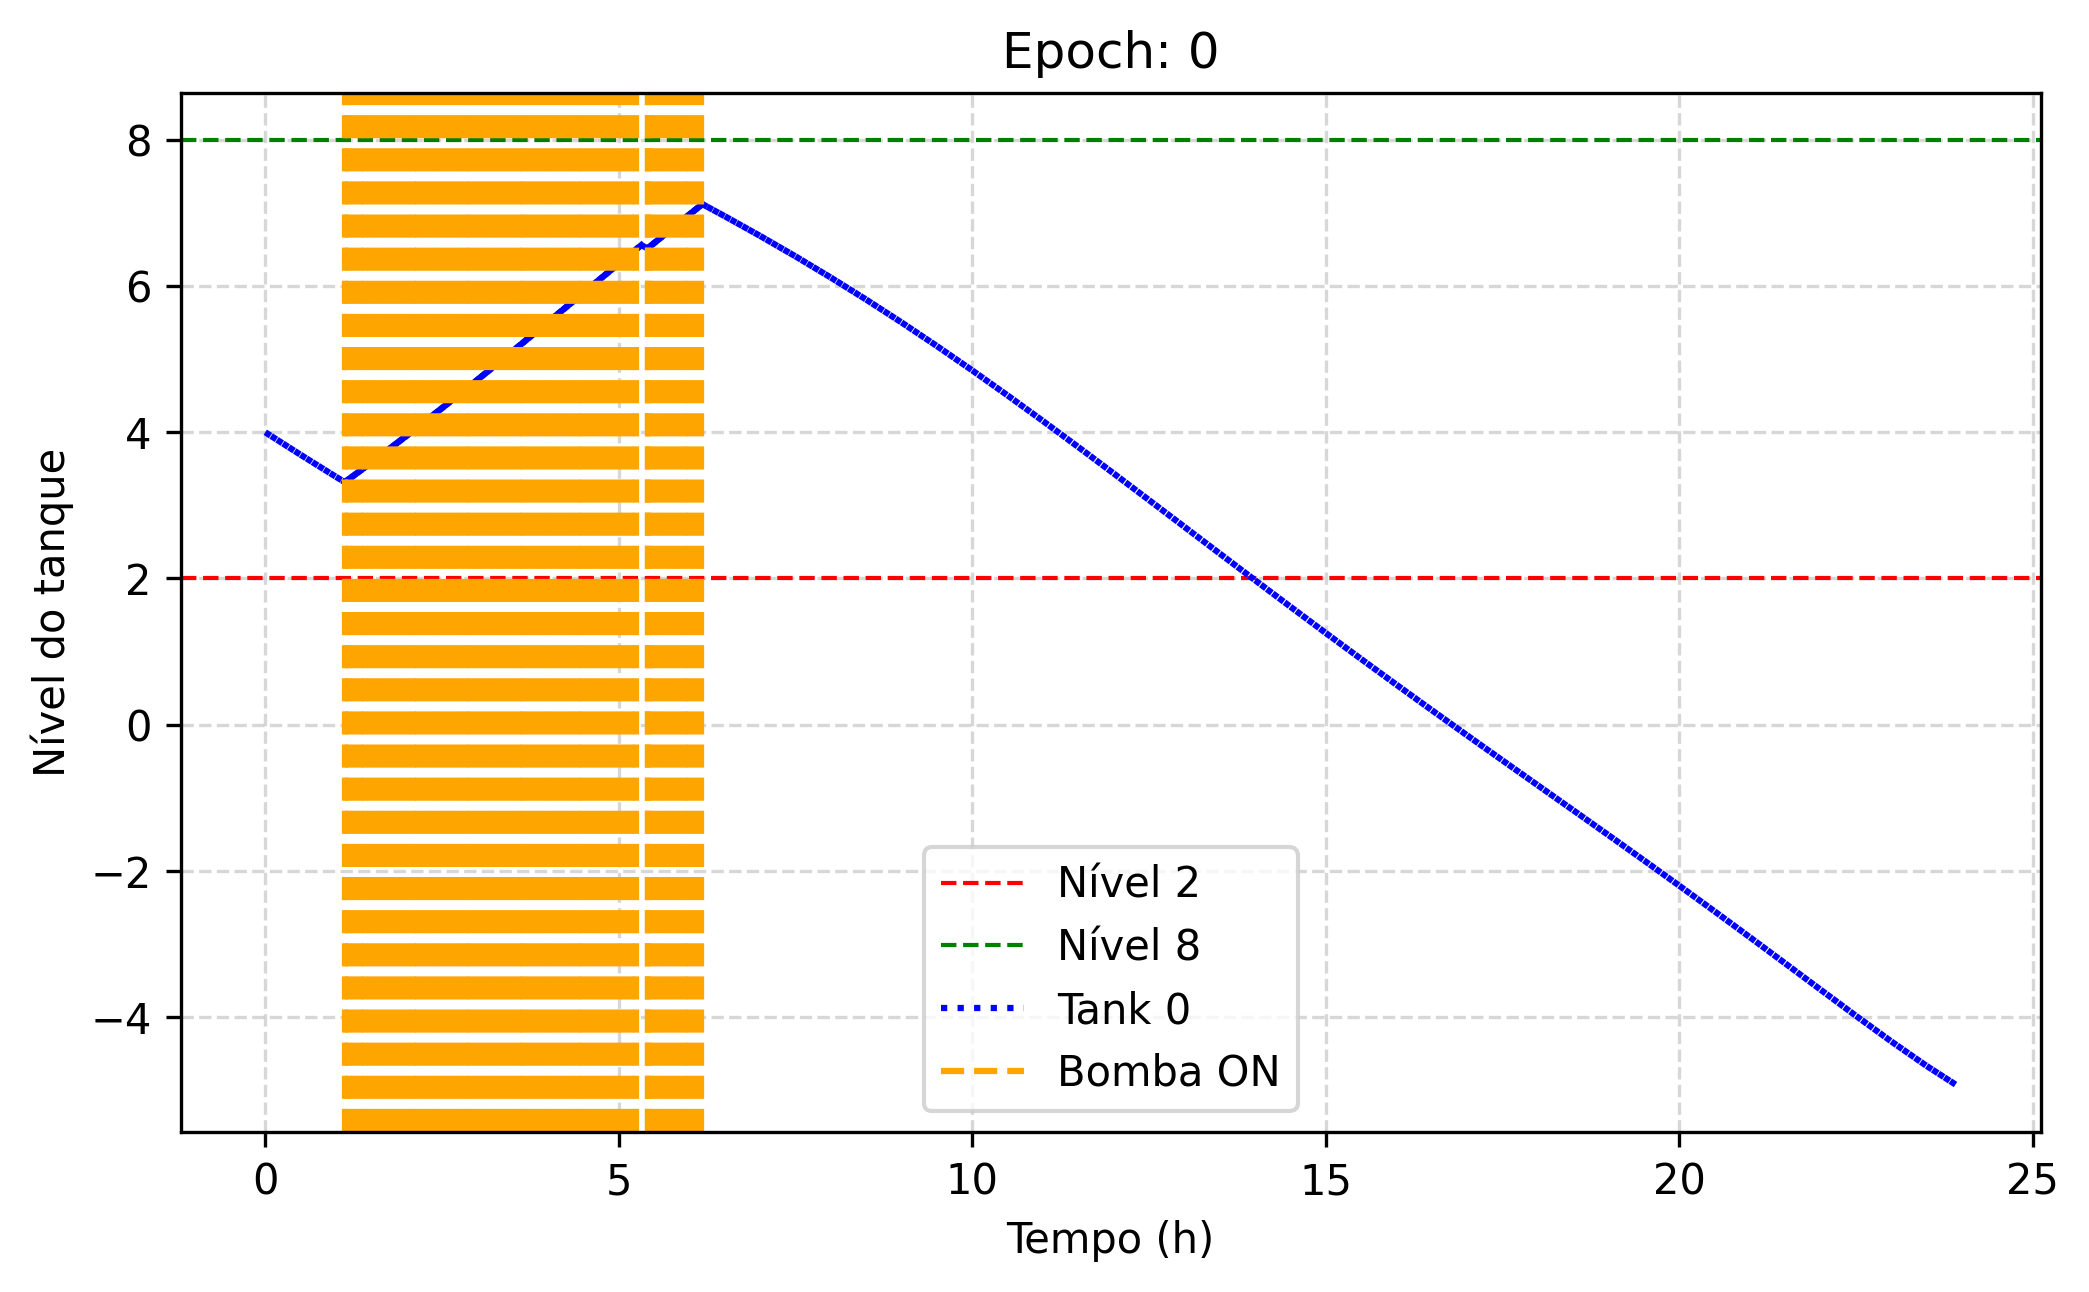 Epoch: 0
Nível do tanque
8
6
4
2
0
−2
−4
Nível 2
Nível 8
Tank 0
Bomba ON
0 5 10 15 20 25
Tempo (h)